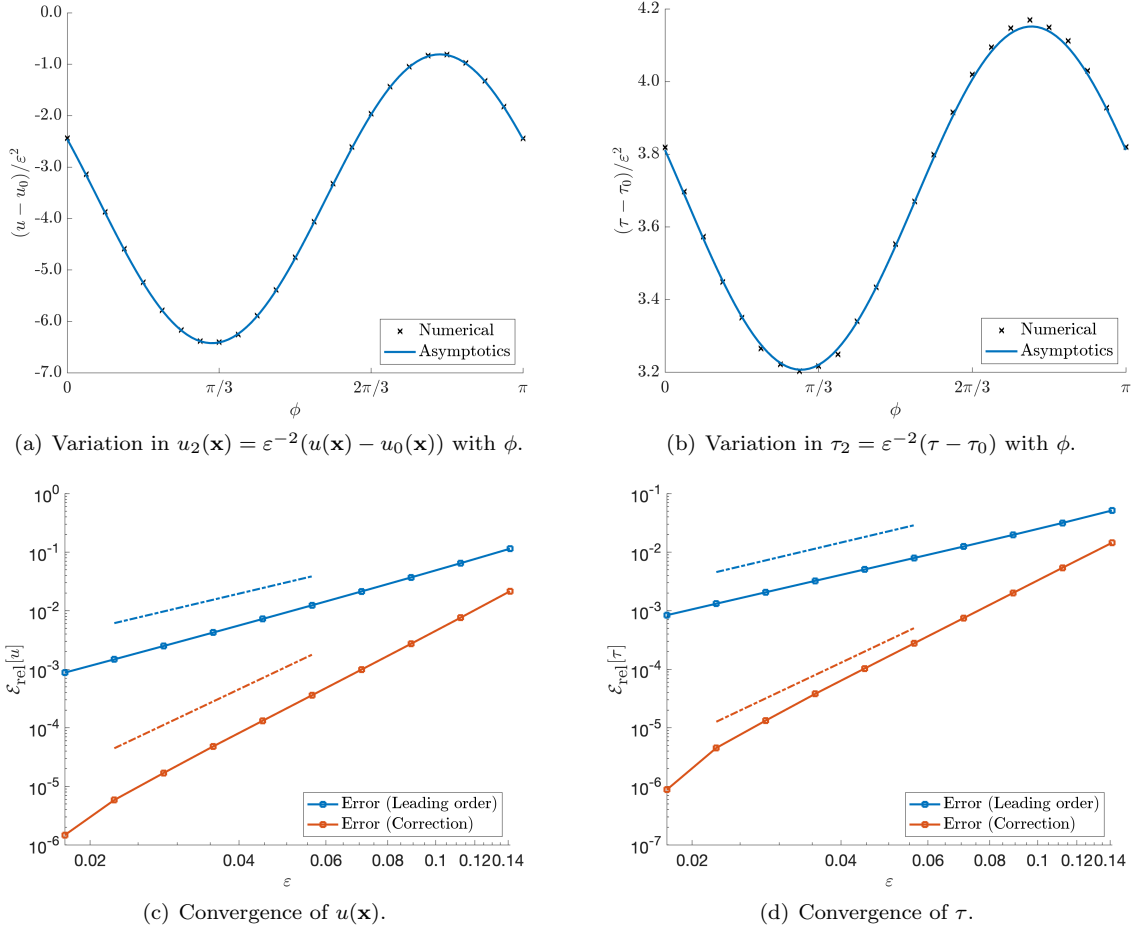 0.0
-1.0
-2.0
-3.0
-4.0
-5.0
-6.0
-7.0
(u − u₀)/ε²
0 π/3 2π/3 π
ϕ
× Numerical
Asymptotics
(a) Variation in u₂(𝐱) = ε⁻²(u(𝐱) − u₀(𝐱)) with ϕ.
4.2
4.0
3.8
3.6
3.4
3.2
(τ − τ₀)/ε²
0 π/3 2π/3 π
ϕ
× Numerical
Asymptotics
(b) Variation in τ₂ = ε⁻²(τ − τ₀) with ϕ.
10⁰
10⁻¹
10⁻²
10⁻³
10⁻⁴
10⁻⁵
10⁻⁶
ℰ_rel[u]
0.02 0.04 0.06 0.08 0.1 0.12 0.14
ε
Error (Leading order)
Error (Correction)
(c) Convergence of u(𝐱).
10⁻¹
10⁻²
10⁻³
10⁻⁴
10⁻⁵
10⁻⁶
10⁻⁷
ℰ_rel[τ]
0.02 0.04 0.06 0.08 0.1 0.12 0.14
ε
Error (Leading order)
Error (Correction)
(d) Convergence of τ.